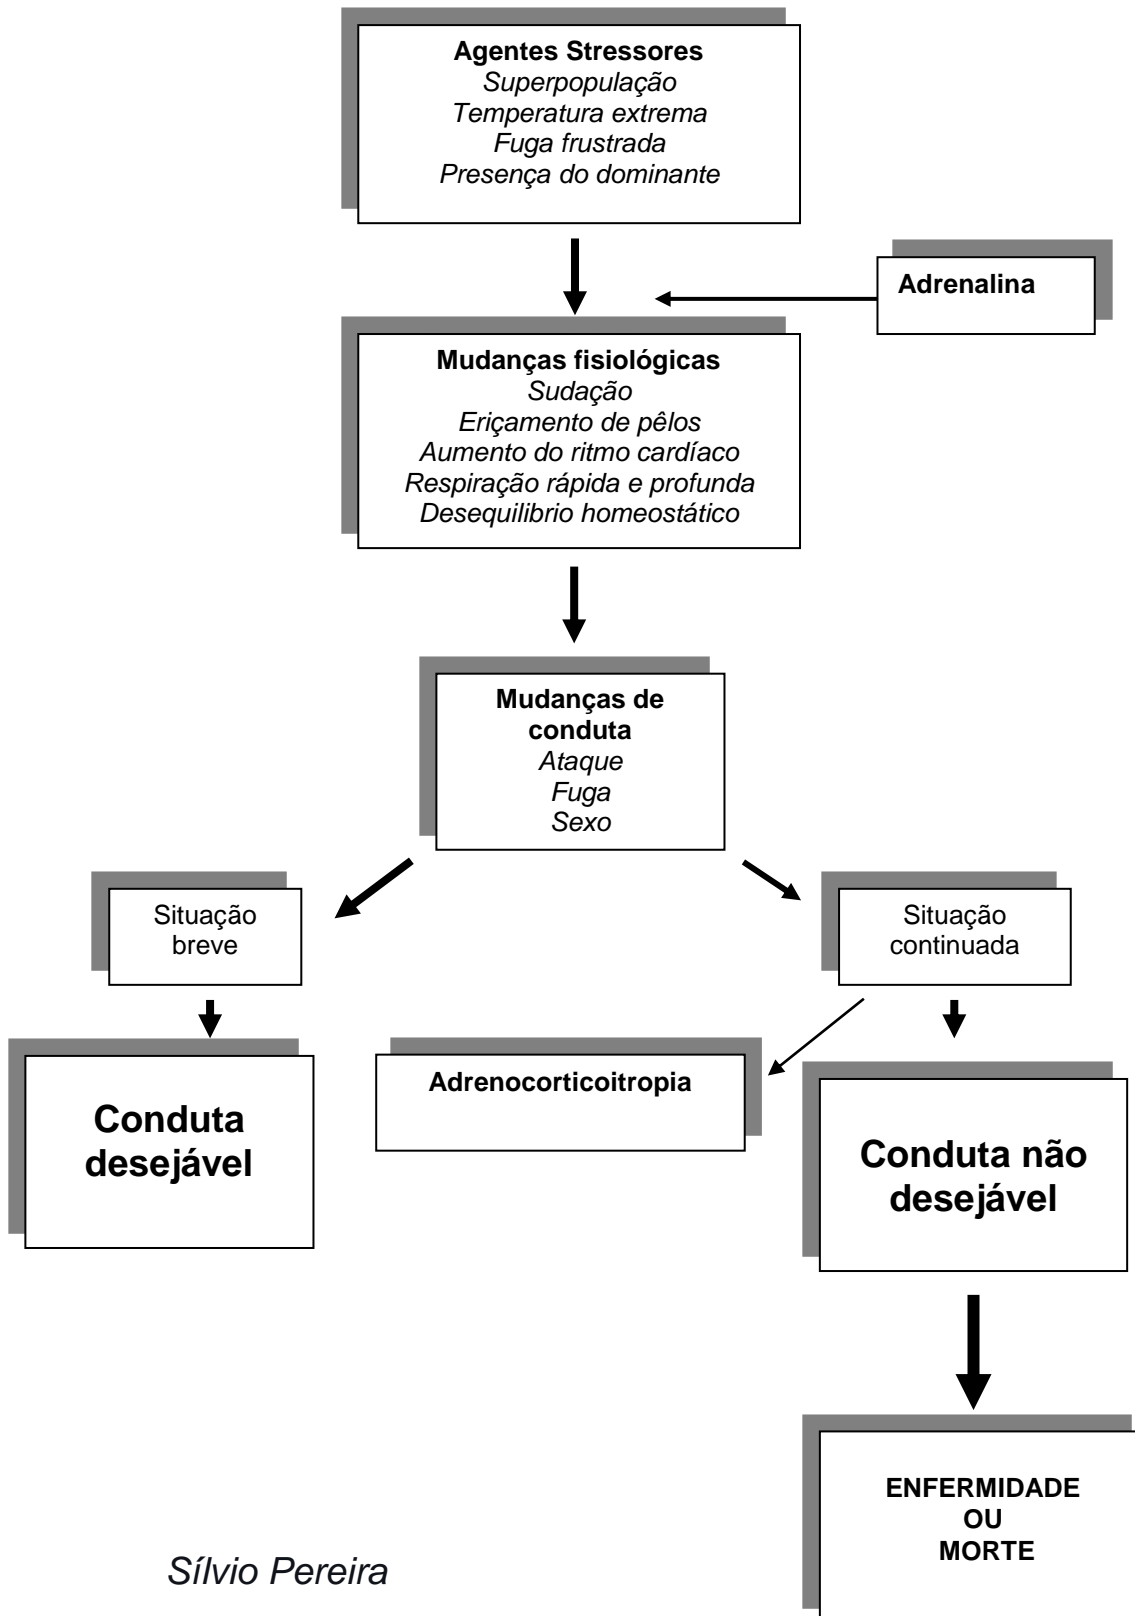 Agentes Stressores
Superpopulação
Temperatura extrema
Fuga frustrada
Presença do dominante
Adrenalina
Mudanças fisiológicas
Sudação
Eriçamento de pêlos
Aumento do ritmo cardíaco
Respiração rápida e profunda
Desequilibrio homeostático
Mudanças de
conduta
Ataque
Fuga
Sexo
Situação
breve
Situação
continuada
Conduta
desejável
Adrenocorticoitropia
Conduta não
desejável
ENFERMIDADE
OU
MORTE
Sílvio Pereira